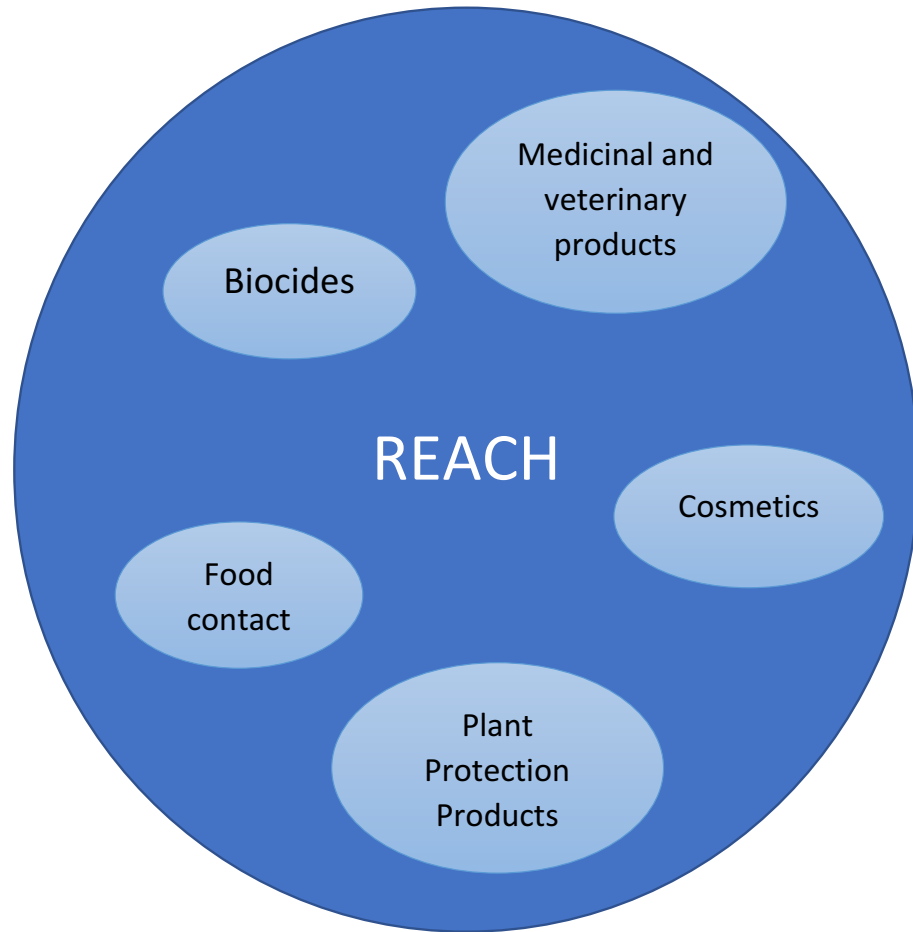 Medicinal and
veterinary
products
Biocides
REACH
Cosmetics
Food
contact
Plant
Protection
Products